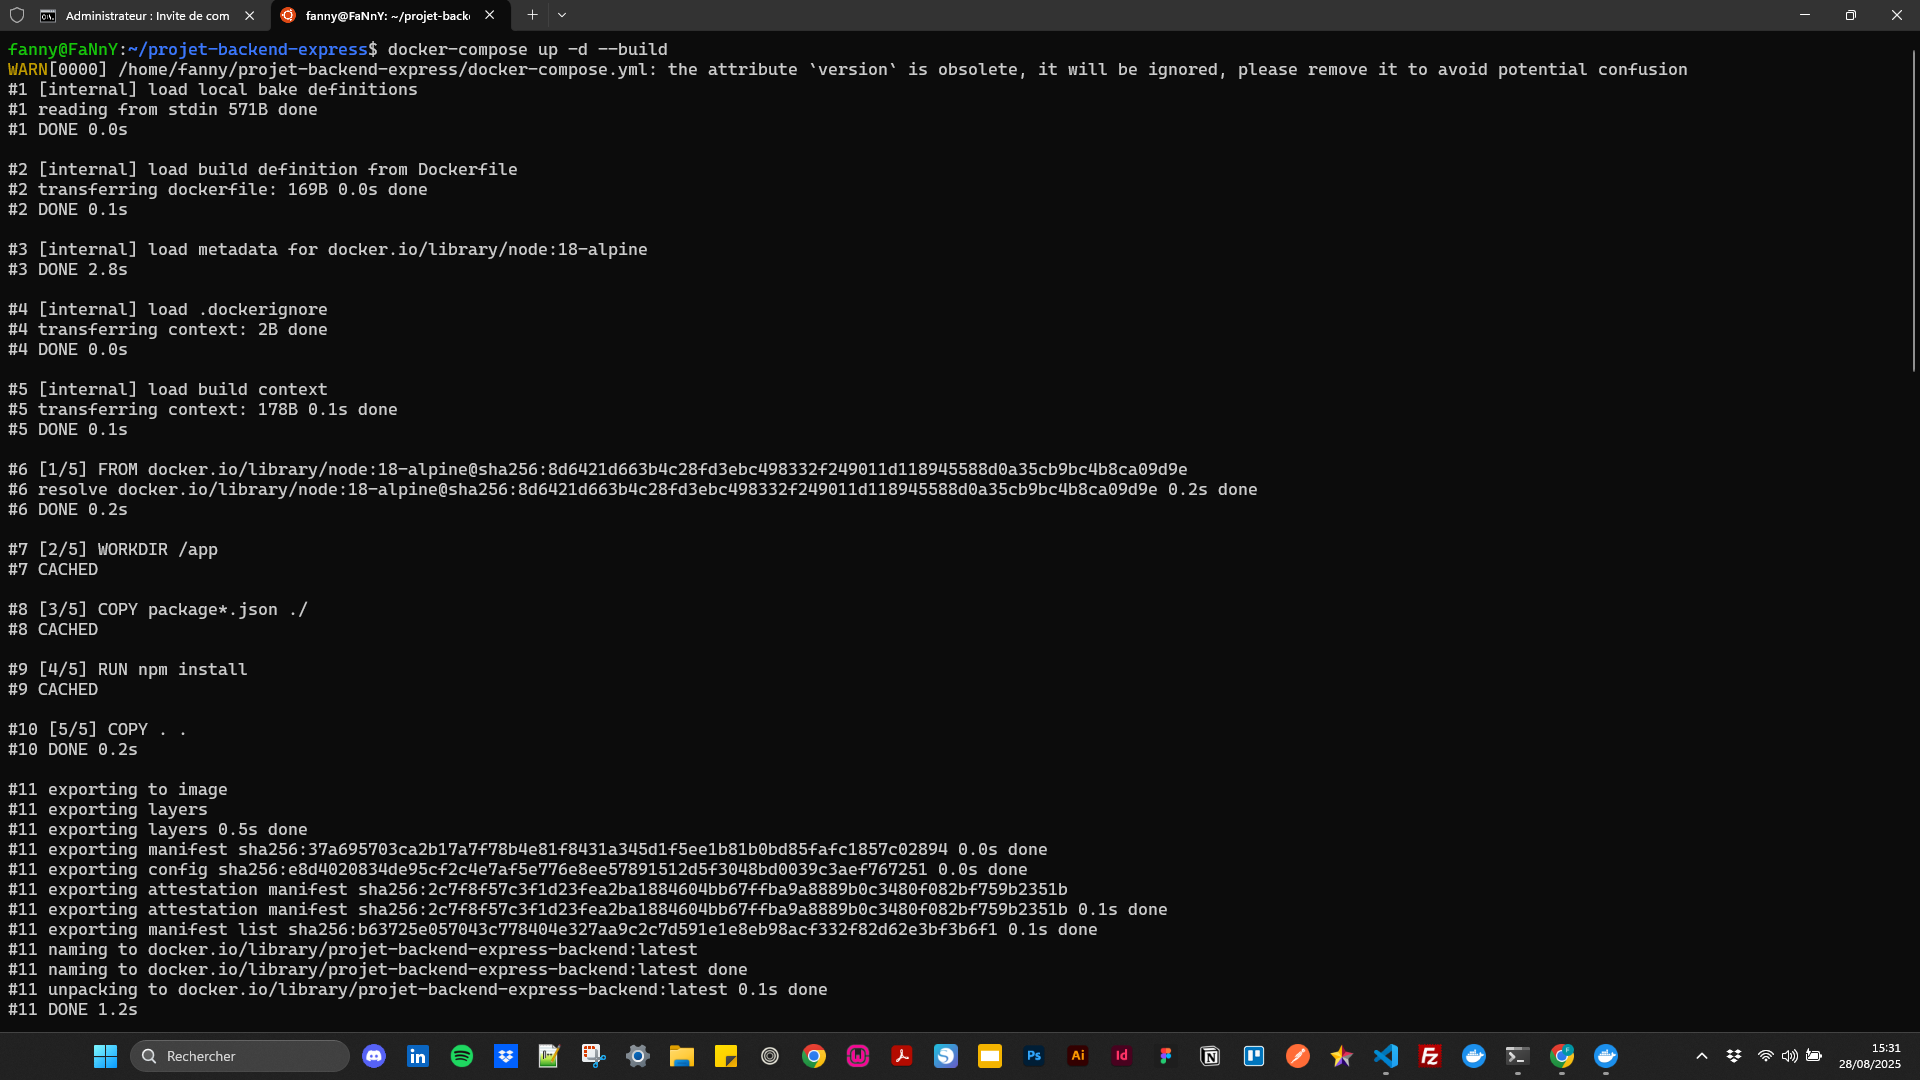 Administrateur : Invite de com
fanny@FaNnY: ~/projet-back
fanny@FaNnY:~/projet-backend-express$ docker-compose up -d --build
WARN[0000] /home/fanny/projet-backend-express/docker-compose.yml: the attribute `version` is obsolete, it will be ignored, please remove it to avoid potential confusion
#1 [internal] load local bake definitions
#1 reading from stdin 571B done
#1 DONE 0.0s
#2 [internal] load build definition from Dockerfile
#2 transferring dockerfile: 169B 0.0s done
#2 DONE 0.1s
#3 [internal] load metadata for docker.io/library/node:18-alpine
#3 DONE 2.8s
#4 [internal] load .dockerignore
#4 transferring context: 2B done
#4 DONE 0.0s
#5 [internal] load build context
#5 transferring context: 178B 0.1s done
#5 DONE 0.1s
#6 [1/5] FROM docker.io/library/node:18-alpine@sha256:8d6421d663b4c28fd3ebc498332f249011d118945588d0a35cb9bc4b8ca09d9e
#6 resolve docker.io/library/node:18-alpine@sha256:8d6421d663b4c28fd3ebc498332f249011d118945588d0a35cb9bc4b8ca09d9e 0.2s done
#6 DONE 0.2s
#7 [2/5] WORKDIR /app
#7 CACHED
#8 [3/5] COPY package*.json ./
#8 CACHED
#9 [4/5] RUN npm install
#9 CACHED
#10 [5/5] COPY . .
#10 DONE 0.2s
#11 exporting to image
#11 exporting layers
#11 exporting layers 0.5s done
#11 exporting manifest sha256:37a695703ca2b17a7f78b4e81f8431a345d1f5ee1b81b0bd85fafc1857c02894 0.0s done
#11 exporting config sha256:e8d4020834de95cf2c4e7af5e776e8ee57891512d5f3048bd0039c3aef767251 0.0s done
#11 exporting attestation manifest sha256:2c7f8f57c3f1d23fea2ba1884604bb67ffba9a8889b0c3480f082bf759b2351b
#11 exporting attestation manifest sha256:2c7f8f57c3f1d23fea2ba1884604bb67ffba9a8889b0c3480f082bf759b2351b 0.1s done
#11 exporting manifest list sha256:b63725e057043c778404e327aa9c2c7d591e1e8eb98acf332f82d62e3bf3b6f1 0.1s done
#11 naming to docker.io/library/projet-backend-express-backend:latest
#11 naming to docker.io/library/projet-backend-express-backend:latest done
#11 unpacking to docker.io/library/projet-backend-express-backend:latest 0.1s done
#11 DONE 1.2s
Rechercher
Ps
Ai
Id
15:31
28/08/2025